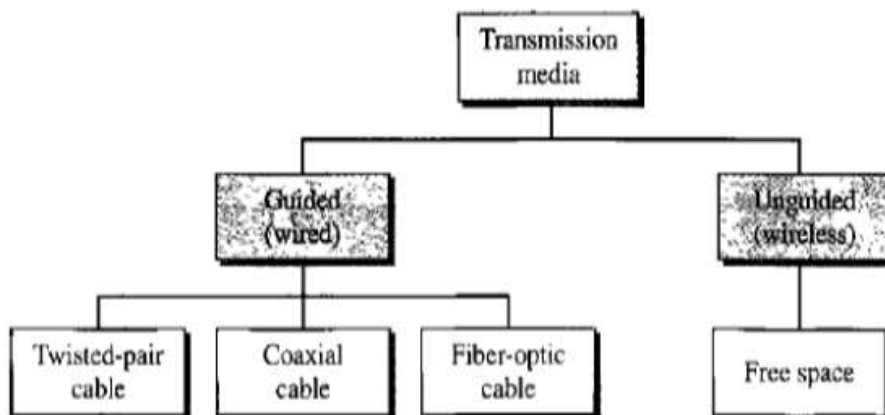 Transmission
media
Guided
(wired)
Unguided
(wireless)
Twisted-pair
cable
Coaxial
cable
Fiber-optic
cable
Free space